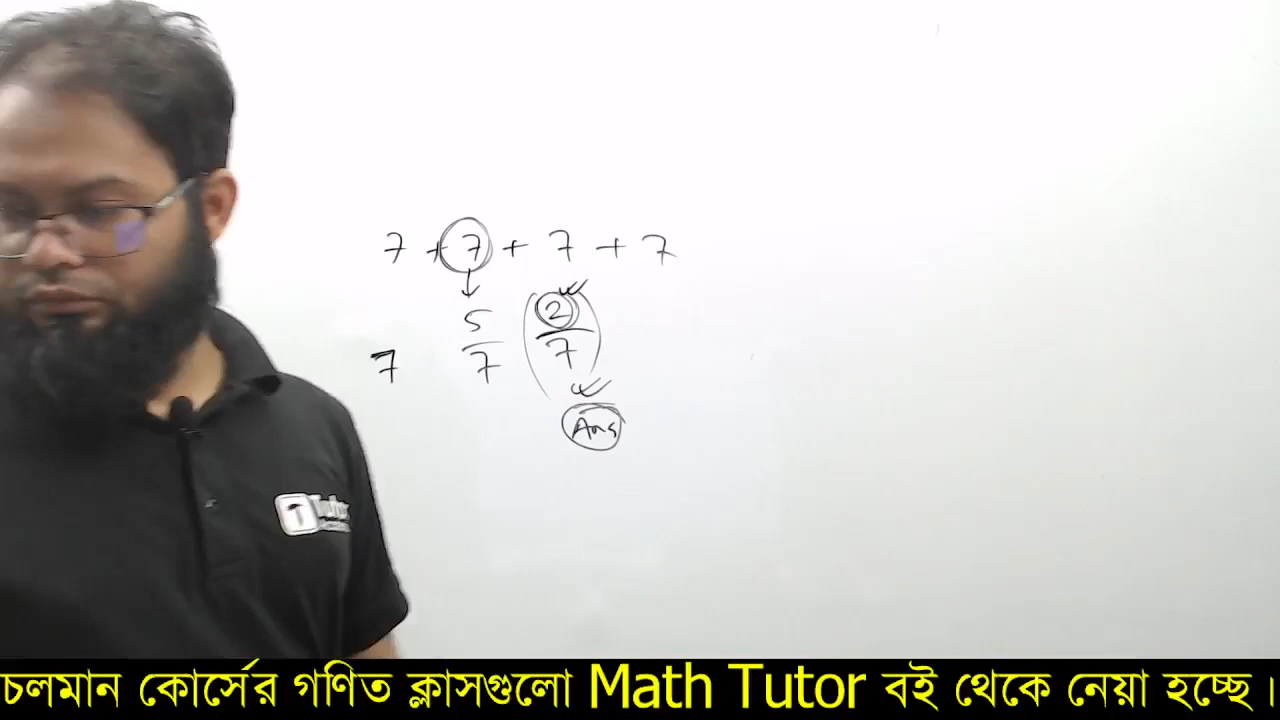 7 + 7 + 7 + 7
5 2
7 7 7
Ans
T Tutor
চলমান কোর্সের গণিত ক্লাসগুলো Math Tutor বই থেকে নেয়া হচ্ছে।